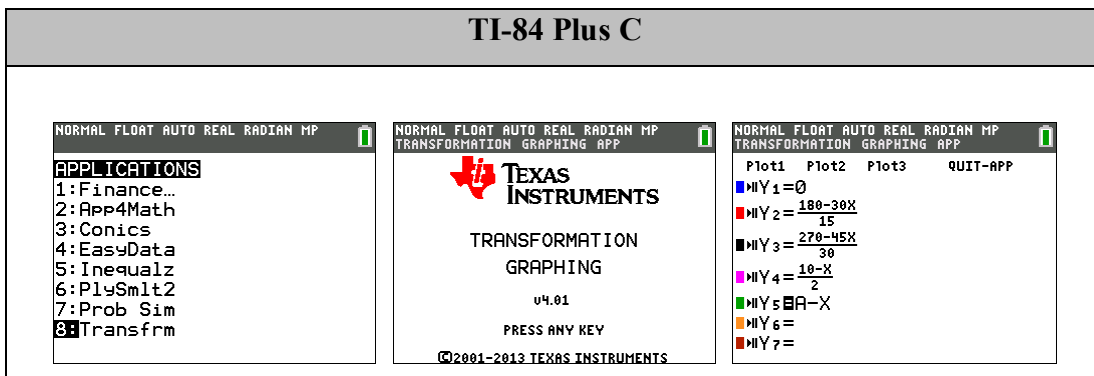 TI-84 Plus C
NORMAL FLOAT AUTO REAL RADIAN MP
APPLICATIONS
1:Finance…
2:App4Math
3:Conics
4:EasyData
5:Inequalz
6:PlySmlt2
7:Prob Sim
8:Transfrm
NORMAL FLOAT AUTO REAL RADIAN MP
TRANSFORMATION GRAPHING APP
TEXAS
INSTRUMENTS
TRANSFORMATION
GRAPHING
v4.01
PRESS ANY KEY
©2001-2013 TEXAS INSTRUMENTS
NORMAL FLOAT AUTO REAL RADIAN MP
TRANSFORMATION GRAPHING APP
Plot1 Plot2 Plot3 QUIT-APP
Y1=0
Y2=(180-30X)/15
Y3=(270-45X)/30
Y4=(10-X)/2
Y5=A-X
Y6=
Y7=